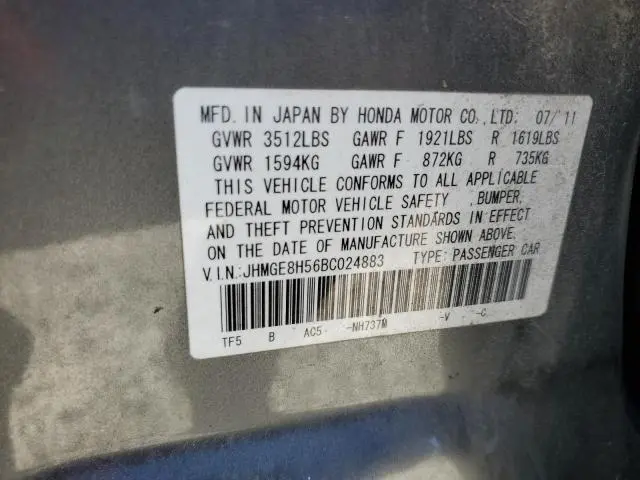 MFD. IN JAPAN BY HONDA MOTOR CO., LTD. 07/11
GVWR 3512LBS GAWR F 1921LBS R 1619LBS
GVWR 1594KG GAWR F 872KG R 735KG
THIS VEHICLE CONFORMS TO ALL APPLICABLE
FEDERAL MOTOR VEHICLE SAFETY, BUMPER,
AND THEFT PREVENTION STANDARDS IN EFFECT
ON THE DATE OF MANUFACTURE SHOWN ABOVE.
V.I.N.:JHMGE8H56BC024883 TYPE: PASSENGER CAR
TF5 B AC5 -NH737M -V -C